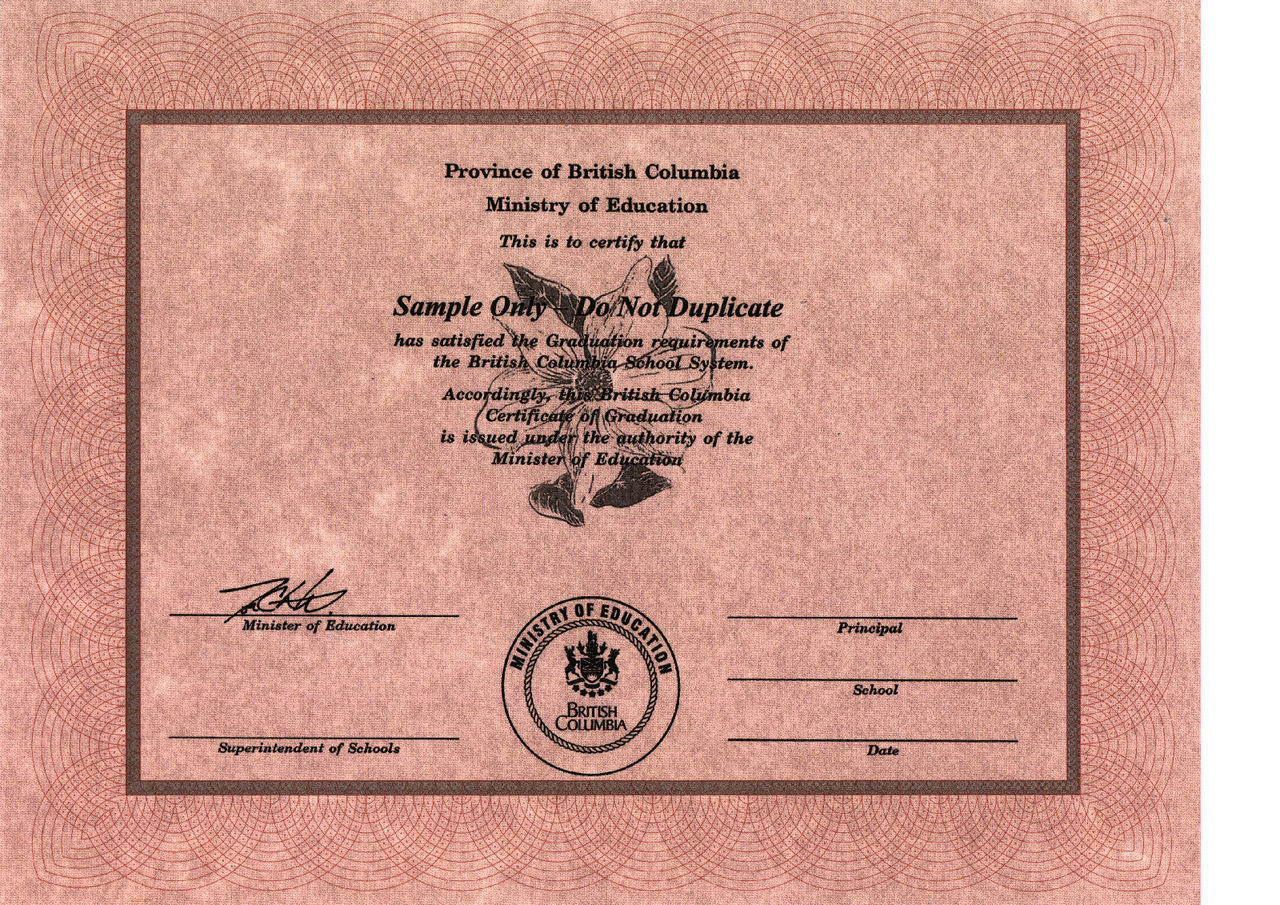 Province of British Columbia
Ministry of Education
This is to certify that
Sample Only - Do Not Duplicate
has satisfied the Graduation requirements of
the British Columbia School System.
Accordingly, this British Columbia
Certificate of Graduation
is issued under the authority of the
Minister of Education
Minister of Education
Superintendent of Schools
MINISTRY OF EDUCATION
BRITISH
COLUMBIA
Principal
School
Date